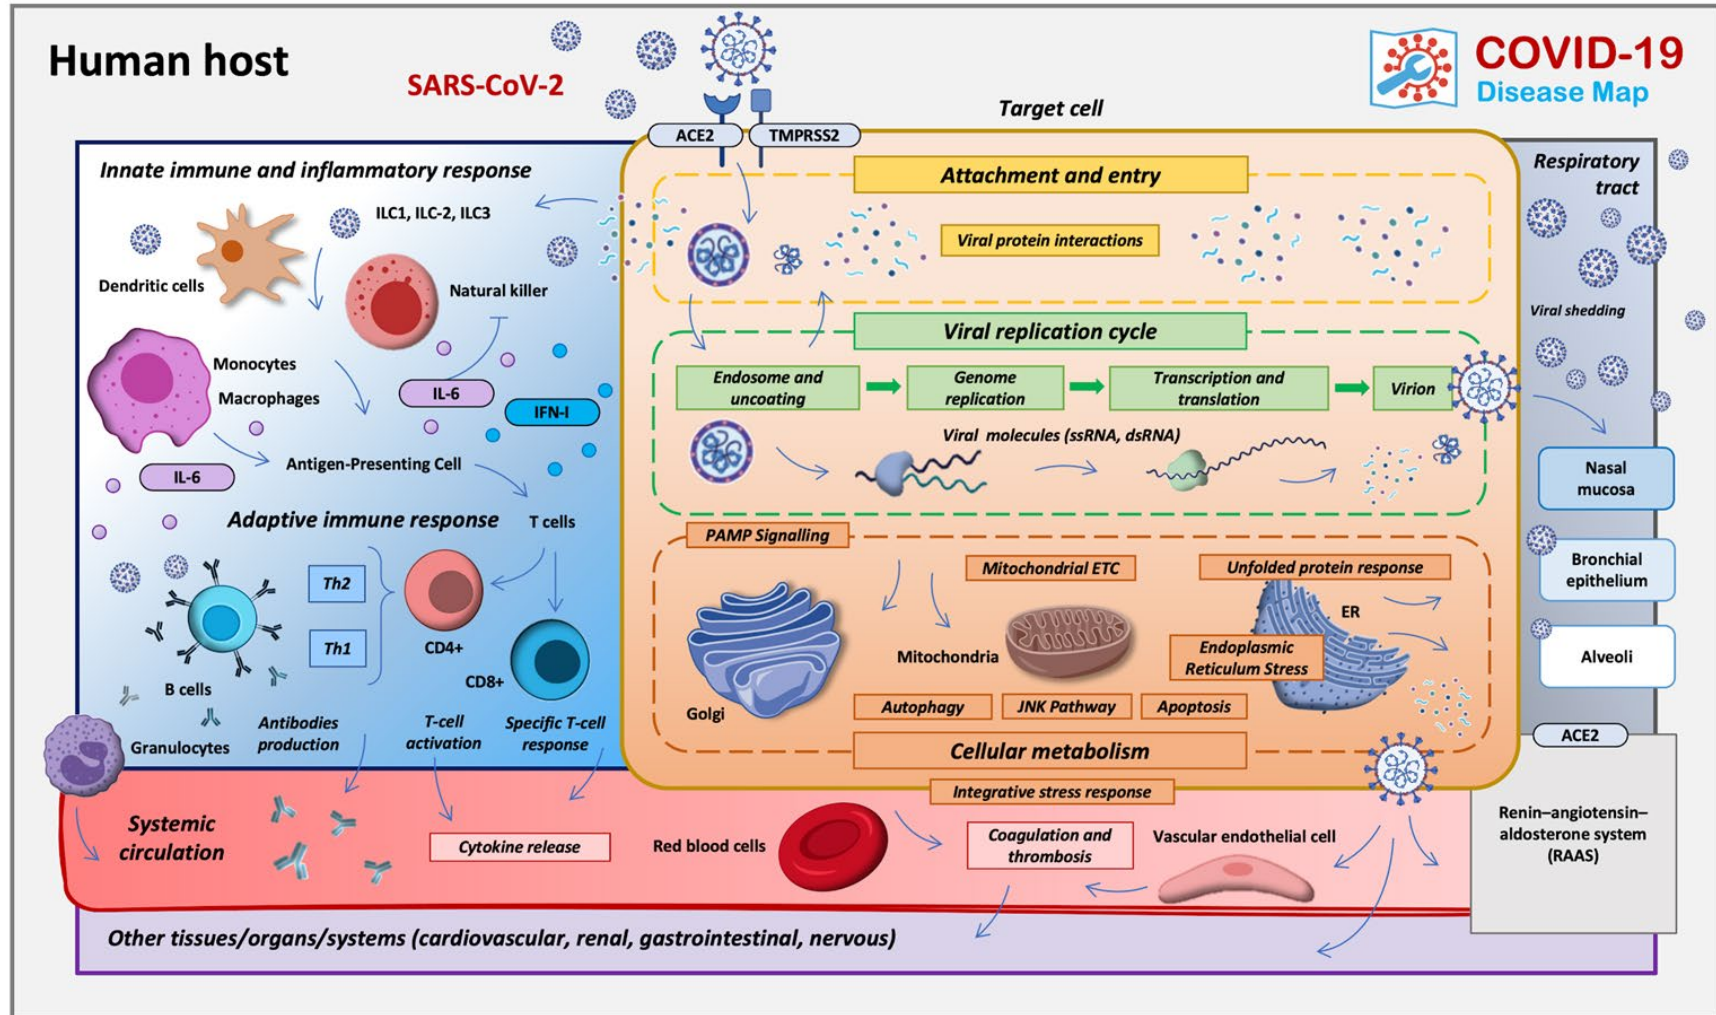 Human host
SARS-CoV-2
COVID-19
Disease Map
Target cell
ACE2
TMPRSS2
Innate immune and inflammatory response
ILC1, ILC-2, ILC3
Dendritic cells
Natural killer
Monocytes
Macrophages
IL-6
IFN-I
Antigen-Presenting Cell
IL-6
Adaptive immune response
T cells
Th2
Th1
CD4+
CD8+
B cells
Granulocytes
Antibodies
production
T-cell
activation
Specific T-cell
response
Attachment and entry
Viral protein interactions
Viral replication cycle
Endosome and
uncoating
Genome
replication
Transcription and
translation
Virion
Viral molecules (ssRNA, dsRNA)
PAMP Signalling
Mitochondrial ETC
Unfolded protein response
ER
Endoplasmic
Reticulum Stress
Mitochondria
Golgi
Autophagy
JNK Pathway
Apoptosis
Cellular metabolism
Integrative stress response
Respiratory
tract
Viral shedding
Nasal
mucosa
Bronchial
epithelium
Alveoli
ACE2
Renin–angiotensin–
aldosterone system
(RAAS)
Systemic
circulation
Cytokine release
Red blood cells
Coagulation and
thrombosis
Vascular endothelial cell
Other tissues/organs/systems (cardiovascular, renal, gastrointestinal, nervous)